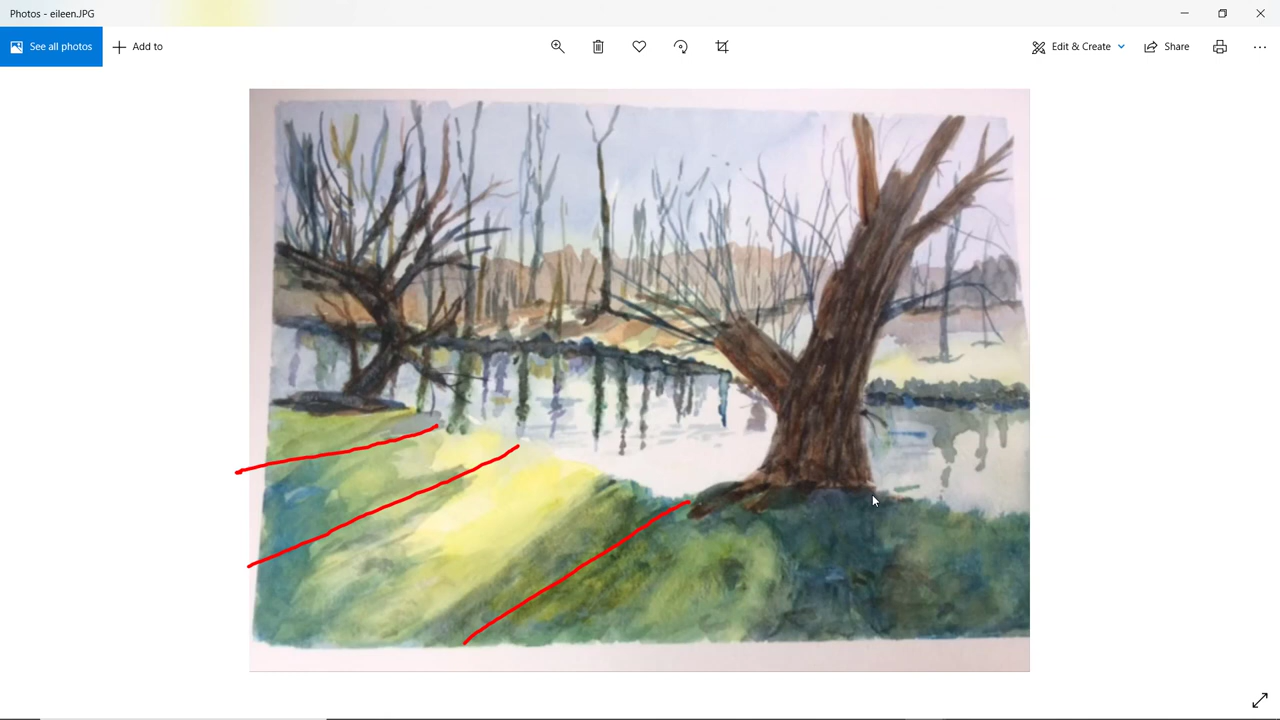 Photos - eileen.JPG
See all photos
Add to
Edit & Create
Share